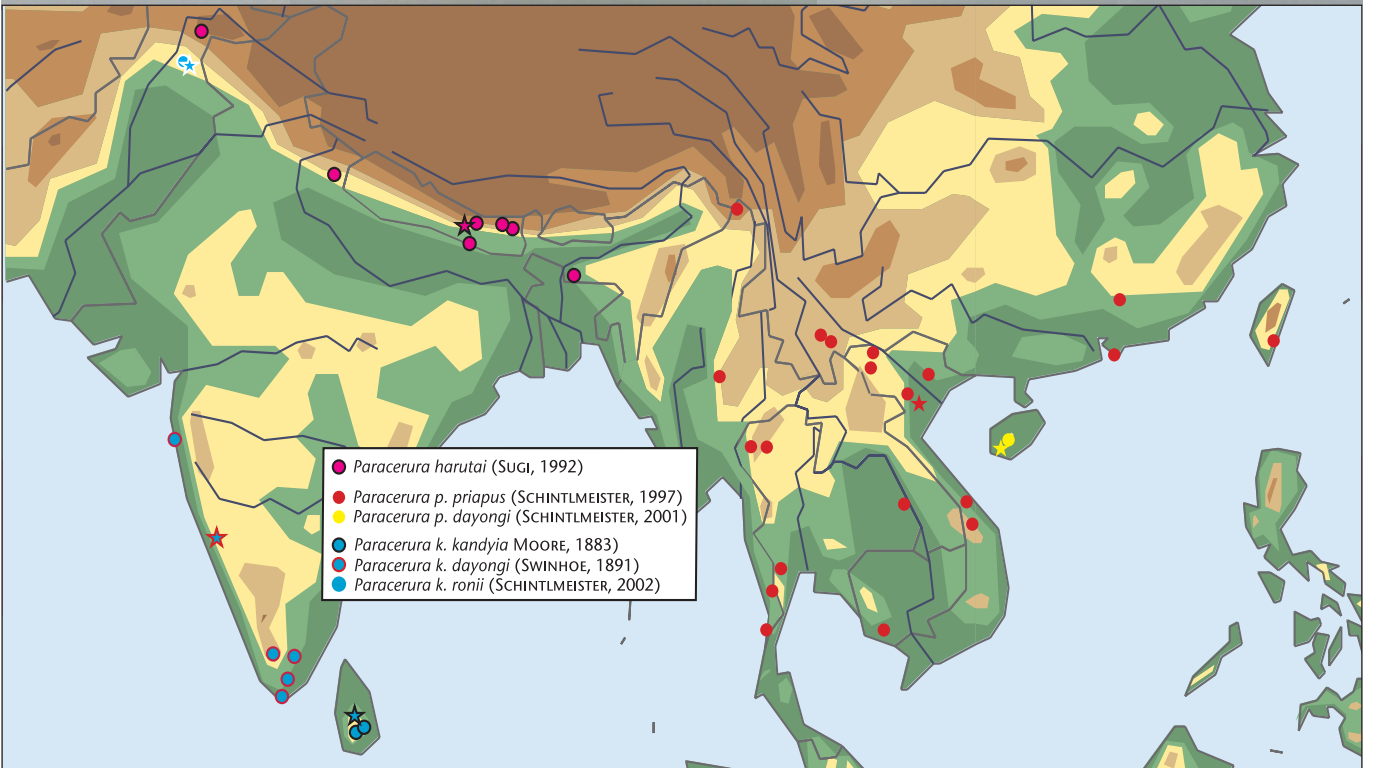 Paracerura harutai (SUGI, 1992)
Paracerura p. priapus (SCHINTLMEISTER, 1997)
Paracerura p. dayongi (SCHINTLMEISTER, 2001)
Paracerura k. kandyia MOORE, 1883)
Paracerura k. dayongi (SWINHOE, 1891)
Paracerura k. ronii (SCHINTLMEISTER, 2002)